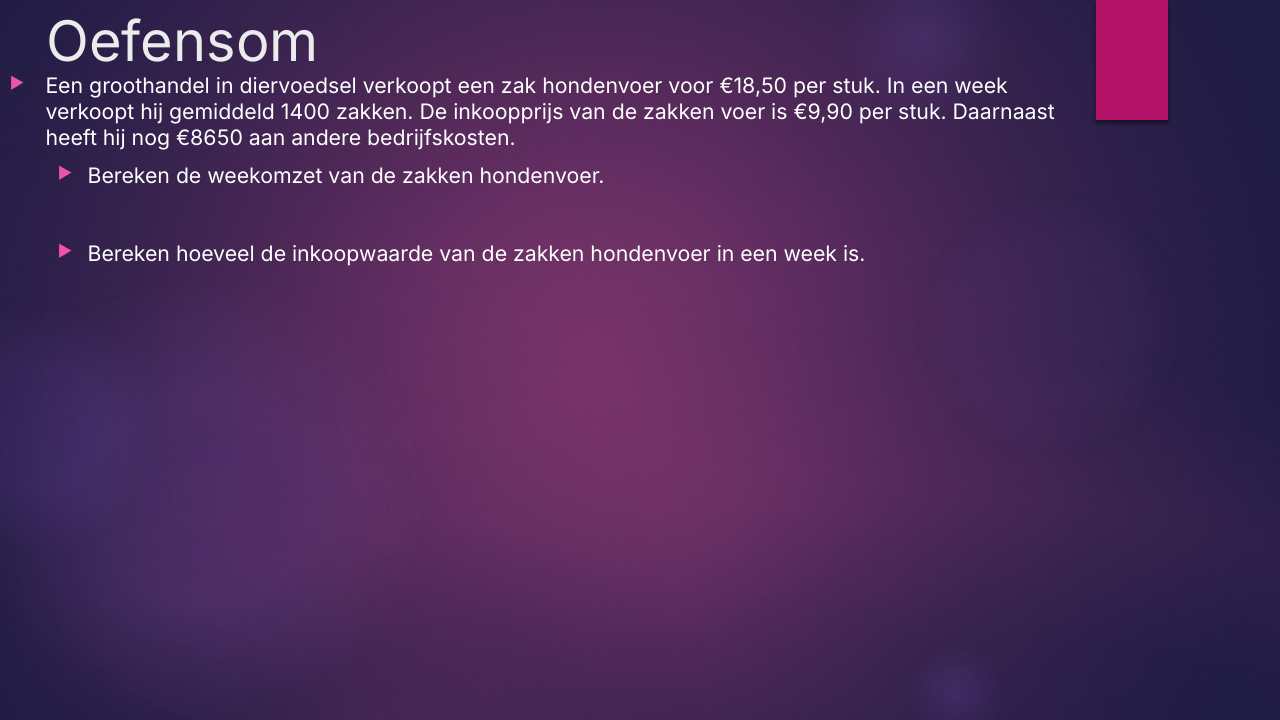 Oefensom
Een groothandel in diervoedsel verkoopt een zak hondenvoer voor €18,50 per stuk. In een week
verkoopt hij gemiddeld 1400 zakken. De inkoopprijs van de zakken voer is €9,90 per stuk. Daarnaast
heeft hij nog €8650 aan andere bedrijfskosten.
Bereken de weekomzet van de zakken hondenvoer.
Bereken hoeveel de inkoopwaarde van de zakken hondenvoer in een week is.